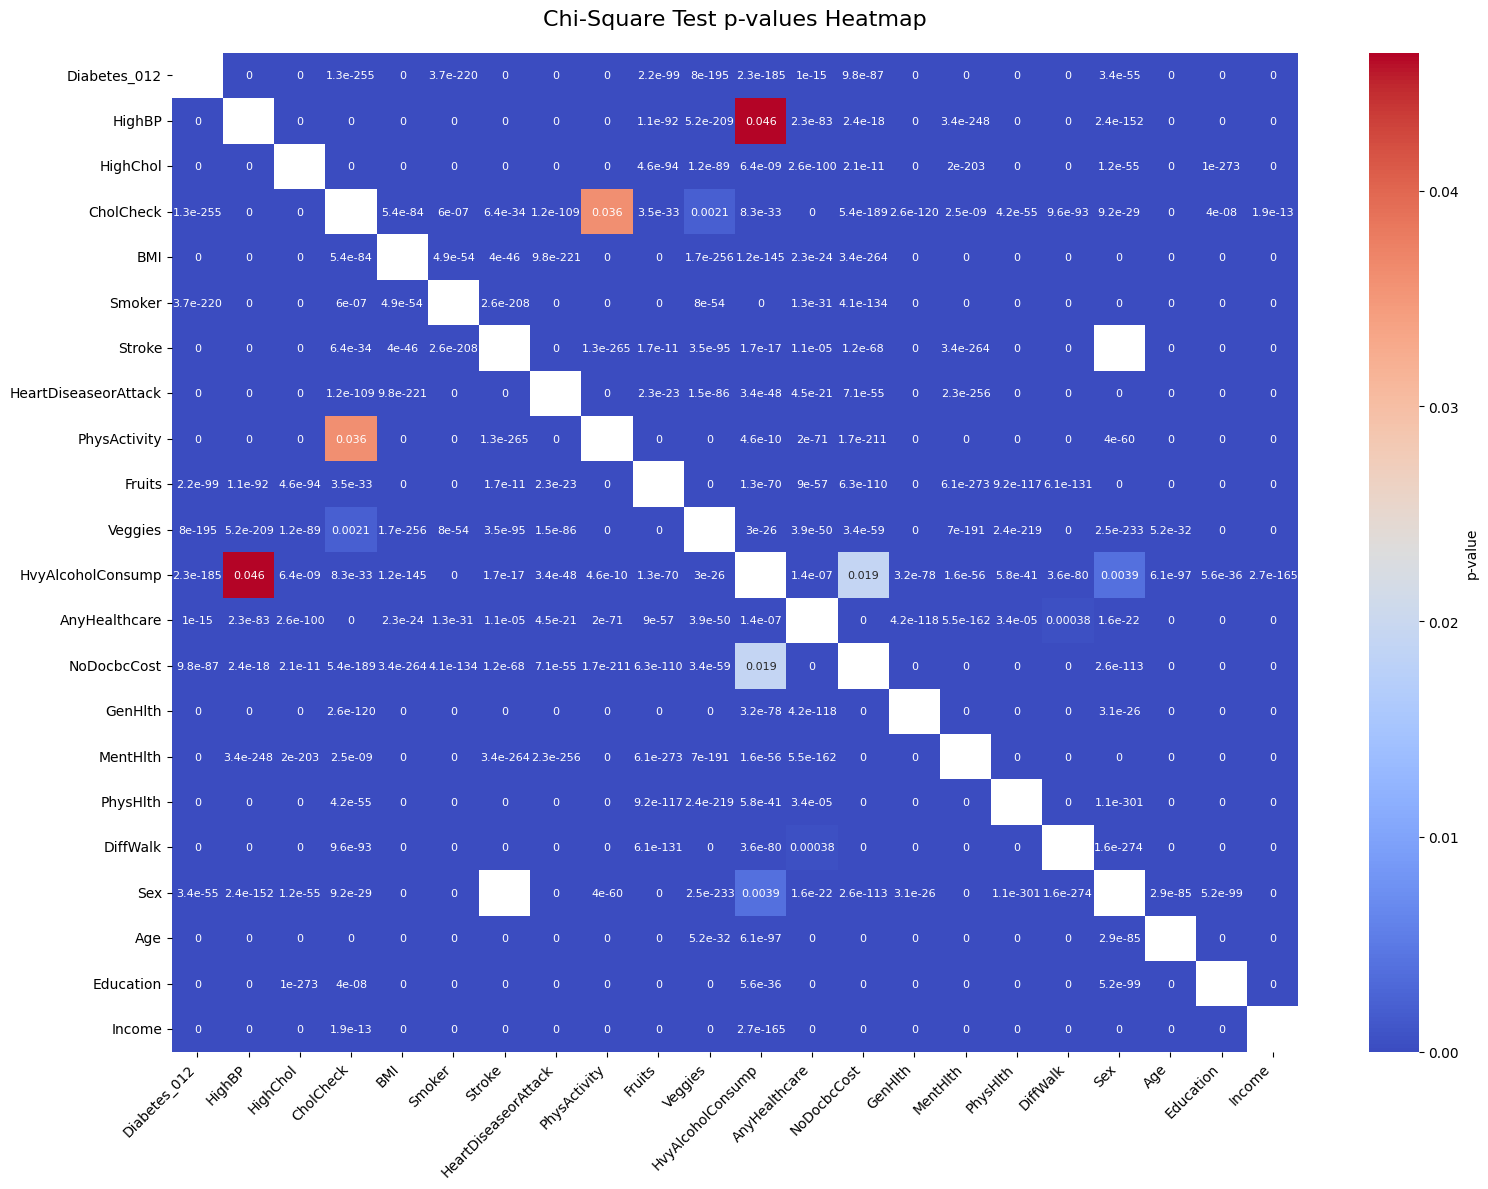 Chi-Square Test p-values Heatmap
Diabetes_012 0 0 1.3e-255 0 3.7e-220 0 0 0 2.2e-99 8e-195 2.3e-185 1e-15 9.8e-87 0 0 0 0 3.4e-55 0 0 0
HighBP 0 0 0 0 0 0 0 0 1.1e-92 5.2e-209 0.046 2.3e-83 2.4e-18 0 3.4e-248 0 0 2.4e-152 0 0 0
HighChol 0 0 0 0 0 0 0 0 4.6e-94 1.2e-89 6.4e-09 2.6e-100 2.1e-11 0 2e-203 0 0 1.2e-55 0 1e-273 0
CholCheck 1.3e-255 0 0 5.4e-84 6e-07 6.4e-34 1.2e-109 0.036 3.5e-33 0.0021 8.3e-33 0 5.4e-189 2.6e-120 2.5e-09 4.2e-55 9.6e-93 9.2e-29 0 4e-08 1.9e-13
BMI 0 0 0 5.4e-84 4.9e-54 4e-46 9.8e-221 0 0 1.7e-256 1.2e-145 2.3e-24 3.4e-264 0 0 0 0 0 0 0 0
Smoker 3.7e-220 0 0 6e-07 4.9e-54 2.6e-208 0 0 0 8e-54 0 1.3e-31 4.1e-134 0 0 0 0 0 0 0 0
Stroke 0 0 0 6.4e-34 4e-46 2.6e-208 0 1.3e-265 1.7e-11 3.5e-95 1.7e-17 1.1e-05 1.2e-68 0 3.4e-264 0 0 0 0 0
HeartDiseaseorAttack 0 0 0 1.2e-109 9.8e-221 0 0 0 2.3e-23 1.5e-86 3.4e-48 4.5e-21 7.1e-55 0 2.3e-256 0 0 0 0 0 0
PhysActivity 0 0 0 0.036 0 0 1.3e-265 0 0 0 4.6e-10 2e-71 1.7e-211 0 0 0 0 4e-60 0 0 0
Fruits 2.2e-99 1.1e-92 4.6e-94 3.5e-33 0 0 1.7e-11 2.3e-23 0 0 1.3e-70 9e-57 6.3e-110 0 6.1e-273 9.2e-117 6.1e-131 0 0 0 0
Veggies 8e-195 5.2e-209 1.2e-89 0.0021 1.7e-256 8e-54 3.5e-95 1.5e-86 0 0 3e-26 3.9e-50 3.4e-59 0 7e-191 2.4e-219 0 2.5e-233 5.2e-32 0 0
HvyAlcoholConsump 2.3e-185 0.046 6.4e-09 8.3e-33 1.2e-145 0 1.7e-17 3.4e-48 4.6e-10 1.3e-70 3e-26 1.4e-07 0.019 3.2e-78 1.6e-56 5.8e-41 3.6e-80 0.0039 6.1e-97 5.6e-36 2.7e-165
AnyHealthcare 1e-15 2.3e-83 2.6e-100 0 2.3e-24 1.3e-31 1.1e-05 4.5e-21 2e-71 9e-57 3.9e-50 1.4e-07 0 4.2e-118 5.5e-162 3.4e-05 0.00038 1.6e-22 0 0 0
NoDocbcCost 9.8e-87 2.4e-18 2.1e-11 5.4e-189 3.4e-264 4.1e-134 1.2e-68 7.1e-55 1.7e-211 6.3e-110 3.4e-59 0.019 0 0 0 0 0 2.6e-113 0 0 0
GenHlth 0 0 0 2.6e-120 0 0 0 0 0 0 0 3.2e-78 4.2e-118 0 0 0 0 3.1e-26 0 0 0
MentHlth 0 3.4e-248 2e-203 2.5e-09 0 0 3.4e-264 2.3e-256 0 6.1e-273 7e-191 1.6e-56 5.5e-162 0 0 0 0 0 0 0 0
PhysHlth 0 0 0 4.2e-55 0 0 0 0 0 9.2e-117 2.4e-219 5.8e-41 3.4e-05 0 0 0 0 1.1e-301 0 0 0
DiffWalk 0 0 0 9.6e-93 0 0 0 0 0 6.1e-131 0 3.6e-80 0.00038 0 0 0 0 1.6e-274 0 0 0
Sex 3.4e-55 2.4e-152 1.2e-55 9.2e-29 0 0 0 4e-60 0 2.5e-233 0.0039 1.6e-22 2.6e-113 3.1e-26 0 1.1e-301 1.6e-274 2.9e-85 5.2e-99 0
Age 0 0 0 0 0 0 0 0 0 0 5.2e-32 6.1e-97 0 0 0 0 0 0 2.9e-85 0 0
Education 0 0 1e-273 4e-08 0 0 0 0 0 0 0 5.6e-36 0 0 0 0 0 0 5.2e-99 0 0
Income 0 0 0 1.9e-13 0 0 0 0 0 0 0 2.7e-165 0 0 0 0 0 0 0 0 0
Diabetes_012
HighBP
HighChol
CholCheck
BMI
Smoker
Stroke
HeartDiseaseorAttack
PhysActivity
Fruits
Veggies
HvyAlcoholConsump
AnyHealthcare
NoDocbcCost
GenHlth
MentHlth
PhysHlth
DiffWalk
Sex
Age
Education
Income
0.04
0.03
0.02
0.01
0.00
p-value